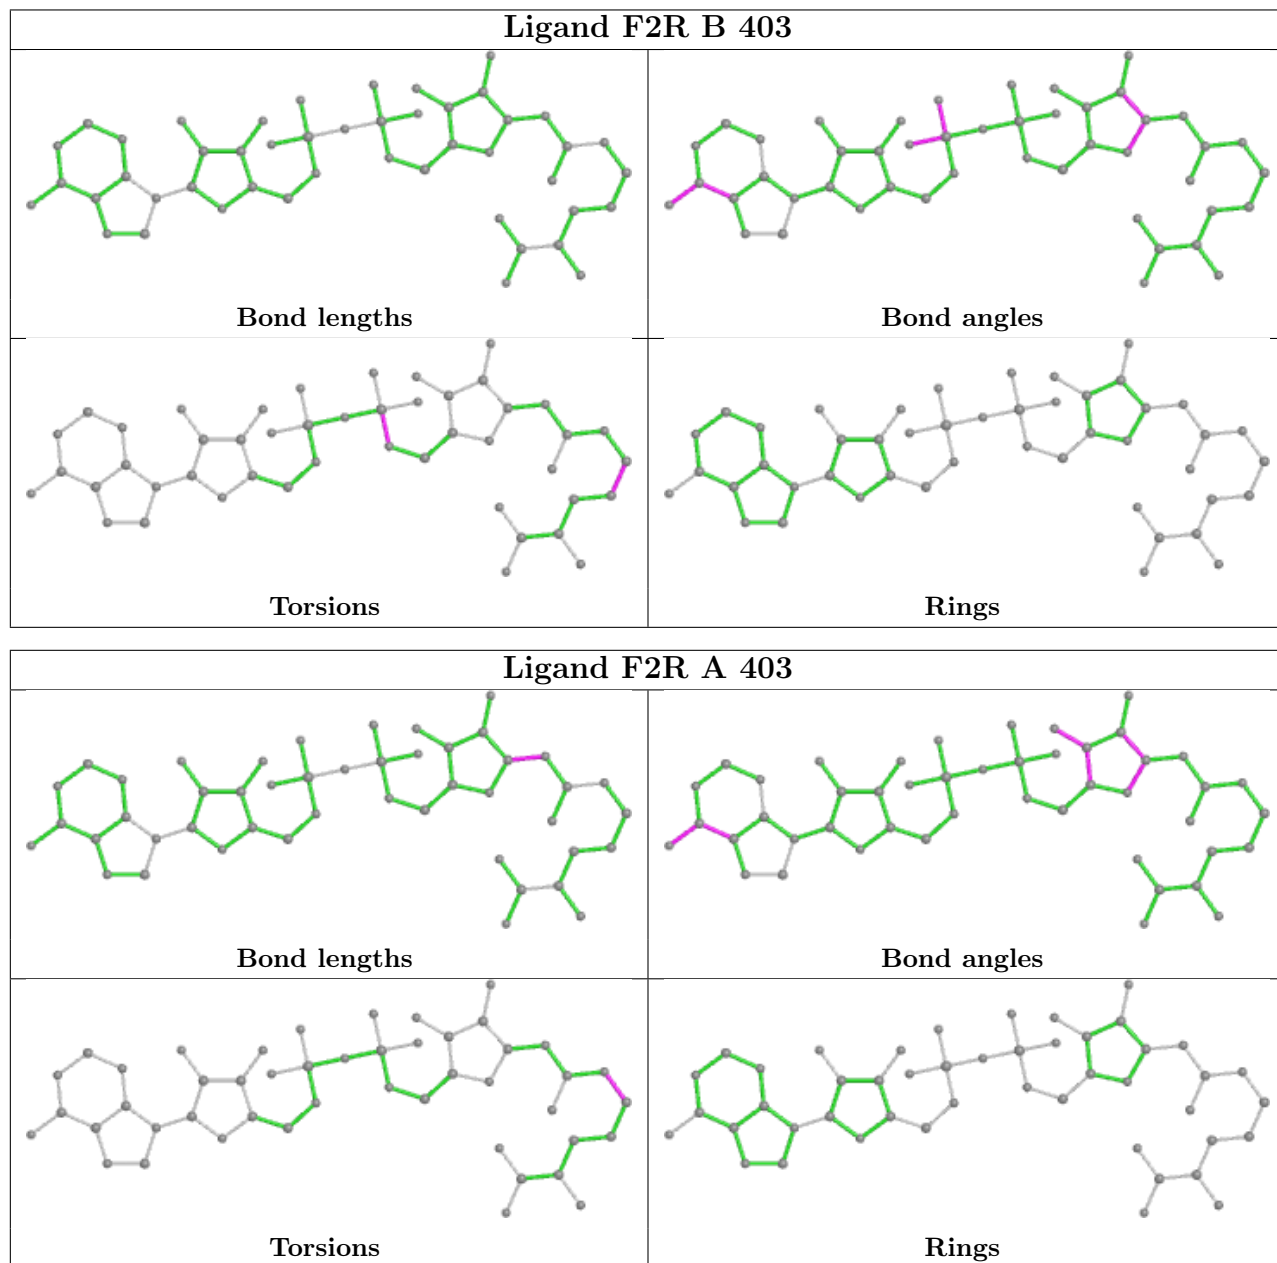 Ligand F2R B 403
Bond lengths
Bond angles
Torsions
Rings
Ligand F2R A 403
Bond lengths
Bond angles
Torsions
Rings